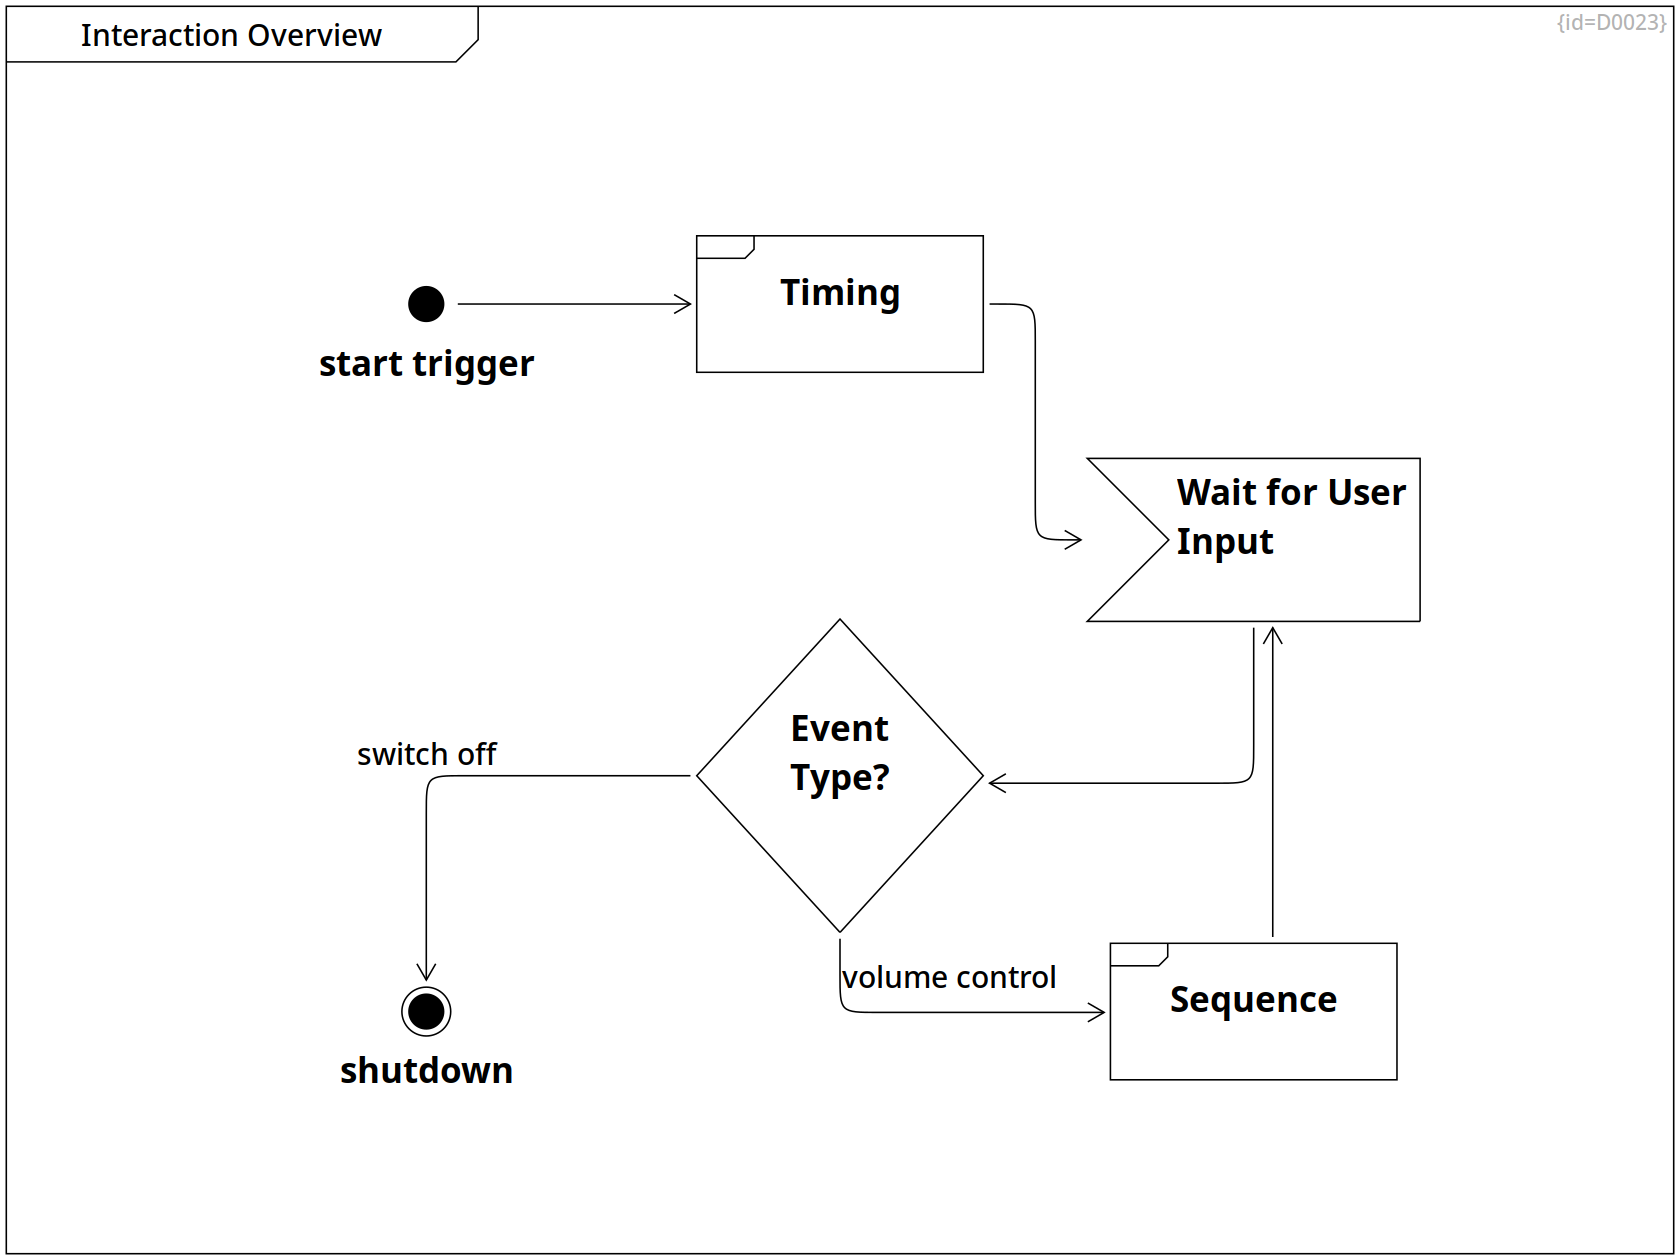 Interaction Overview
{id=D0023}
Timing
start trigger
Wait for User
Input
Event
Type?
switch off
volume control
Sequence
shutdown